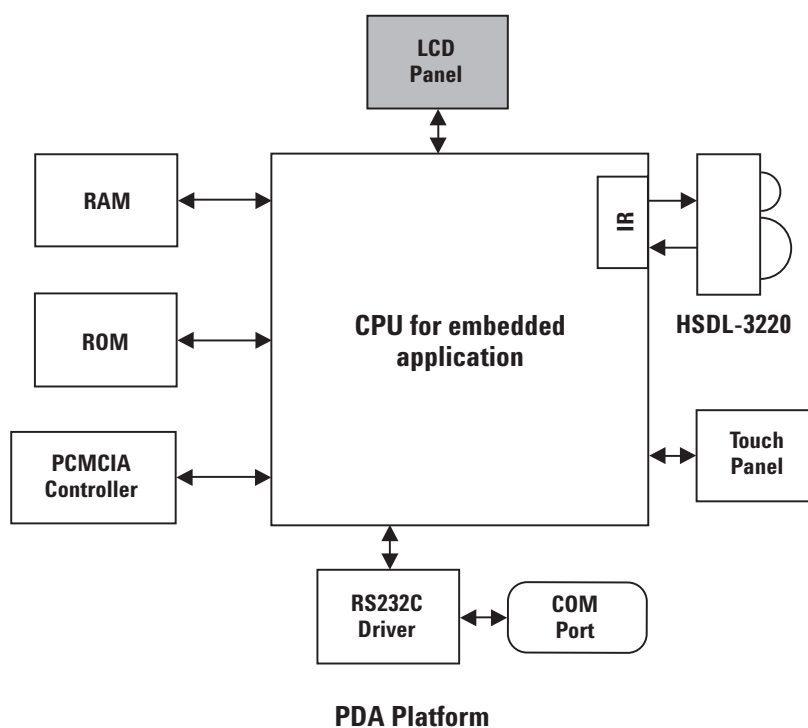 LCD
Panel
RAM
IR
ROM
CPU for embedded
application
HSDL-3220
PCMCIA
Controller
Touch
Panel
RS232C
Driver
COM
Port
PDA Platform